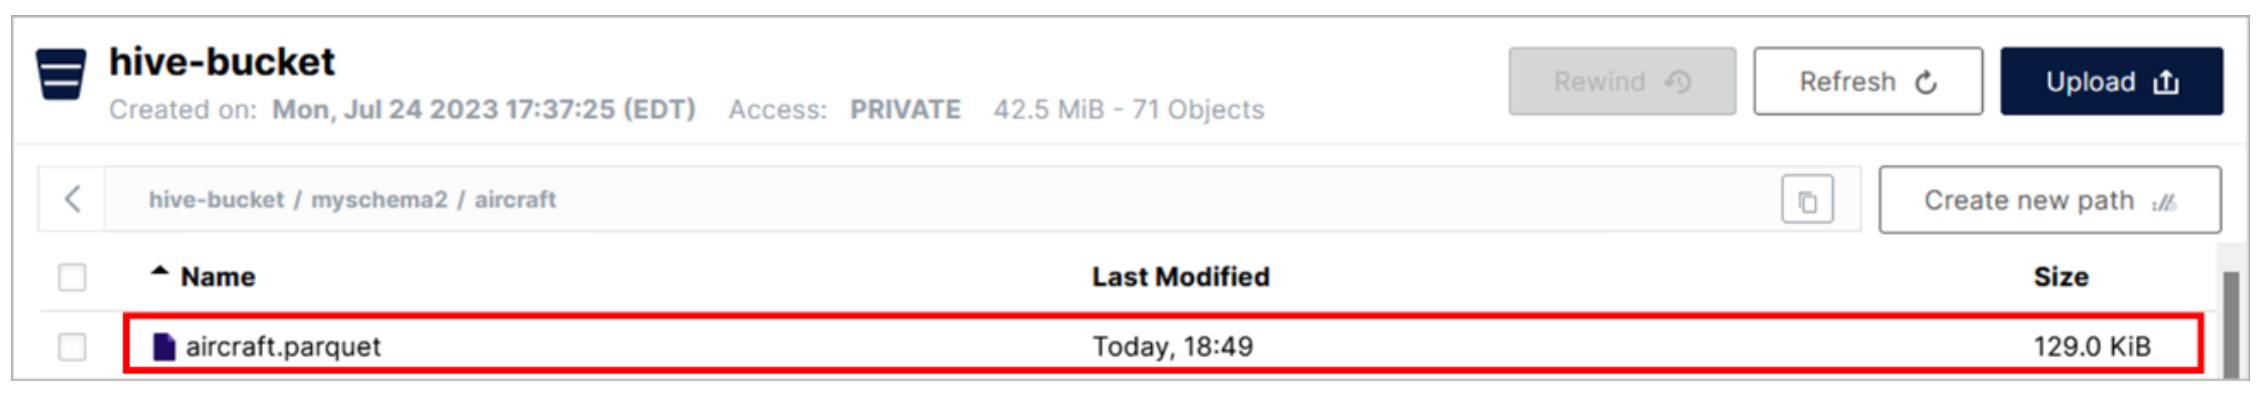 hive-bucket
Created on: Mon, Jul 24 2023 17:37:25 (EDT) Access: PRIVATE 42.5 MiB - 71 Objects
Rewind Refresh Upload
hive-bucket / myschema2 / aircraft
Create new path
Name Last Modified Size
aircraft.parquet Today, 18:49 129.0 KiB